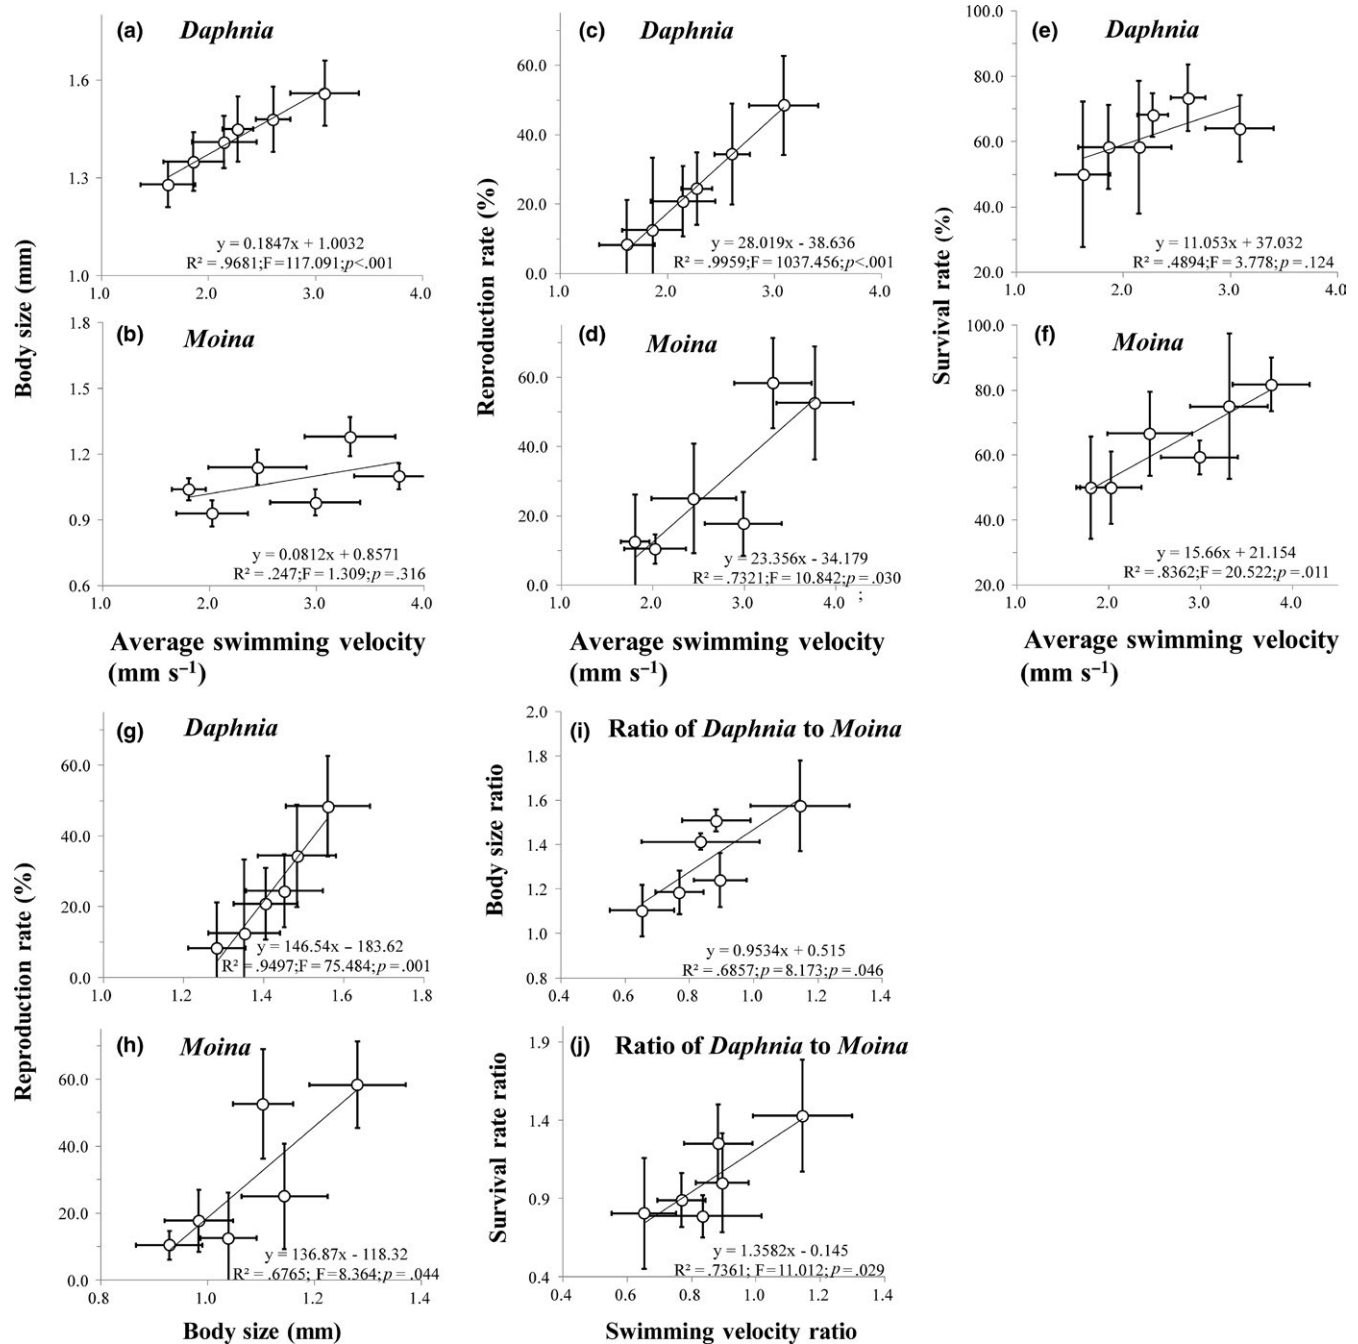 (a) Daphnia
1.6
1.3
1.0
1.0 2.0 3.0 4.0
y = 0.1847x + 1.0032
R² = .9681;F=117.091;p<.001
Body size (mm)
(b) Moina
1.8
1.5
1.2
0.9
0.6
1.0 2.0 3.0 4.0
y = 0.0812x + 0.8571
R² = .247;F=1.309;p = .316
Average swimming velocity
(mm s⁻¹)
(c) Daphnia
60.0
40.0
20.0
0.0
1.0 2.0 3.0 4.0
y = 28.019x - 38.636
R² = .9959;F=1037.456;p<.001
Reproduction rate (%)
(d) Moina
60.0
40.0
20.0
0.0
1.0 2.0 3.0 4.0
y = 23.356x - 34.179
R² = .7321;F=10.842;p=.030
;
Average swimming velocity
(mm s⁻¹)
(e) Daphnia
100.0
80.0
60.0
40.0
20.0
1.0 2.0 3.0 4.0
y = 11.053x + 37.032
R² = .4894;F = 3.778;p = .124
Survival rate (%)
(f) Moina
100.0
80.0
60.0
40.0
20.0
1.0 2.0 3.0 4.0
y = 15.66x + 21.154
R² = .8362;F= 20.522;p = .011
Average swimming velocity
(mm s⁻¹)
(g) Daphnia
60.0
40.0
20.0
0.0
1.0 1.2 1.4 1.6 1.8
y = 146.54x – 183.62
R² = .9497;F= 75.484;p = .001
Reproduction rate (%)
(h) Moina
60.0
40.0
20.0
0.0
0.8 1.0 1.2 1.4
y = 136.87x - 118.32
R² = .6765; F=8.364;p = .044
Body size (mm)
(i) Ratio of Daphnia to Moina
2.0
1.8
1.6
1.4
1.2
1.0
0.8
0.4 0.6 0.8 1.0 1.2 1.4
y = 0.9534x + 0.515
R² = .6857;p = 8.173;p = .046
Body size ratio
(j) Ratio of Daphnia to Moina
1.9
1.4
0.9
0.4
0.4 0.6 0.8 1.0 1.2 1.4
y = 1.3582x - 0.145
R² = .7361;F=11.012;p = .029
Survival rate ratio
Swimming velocity ratio